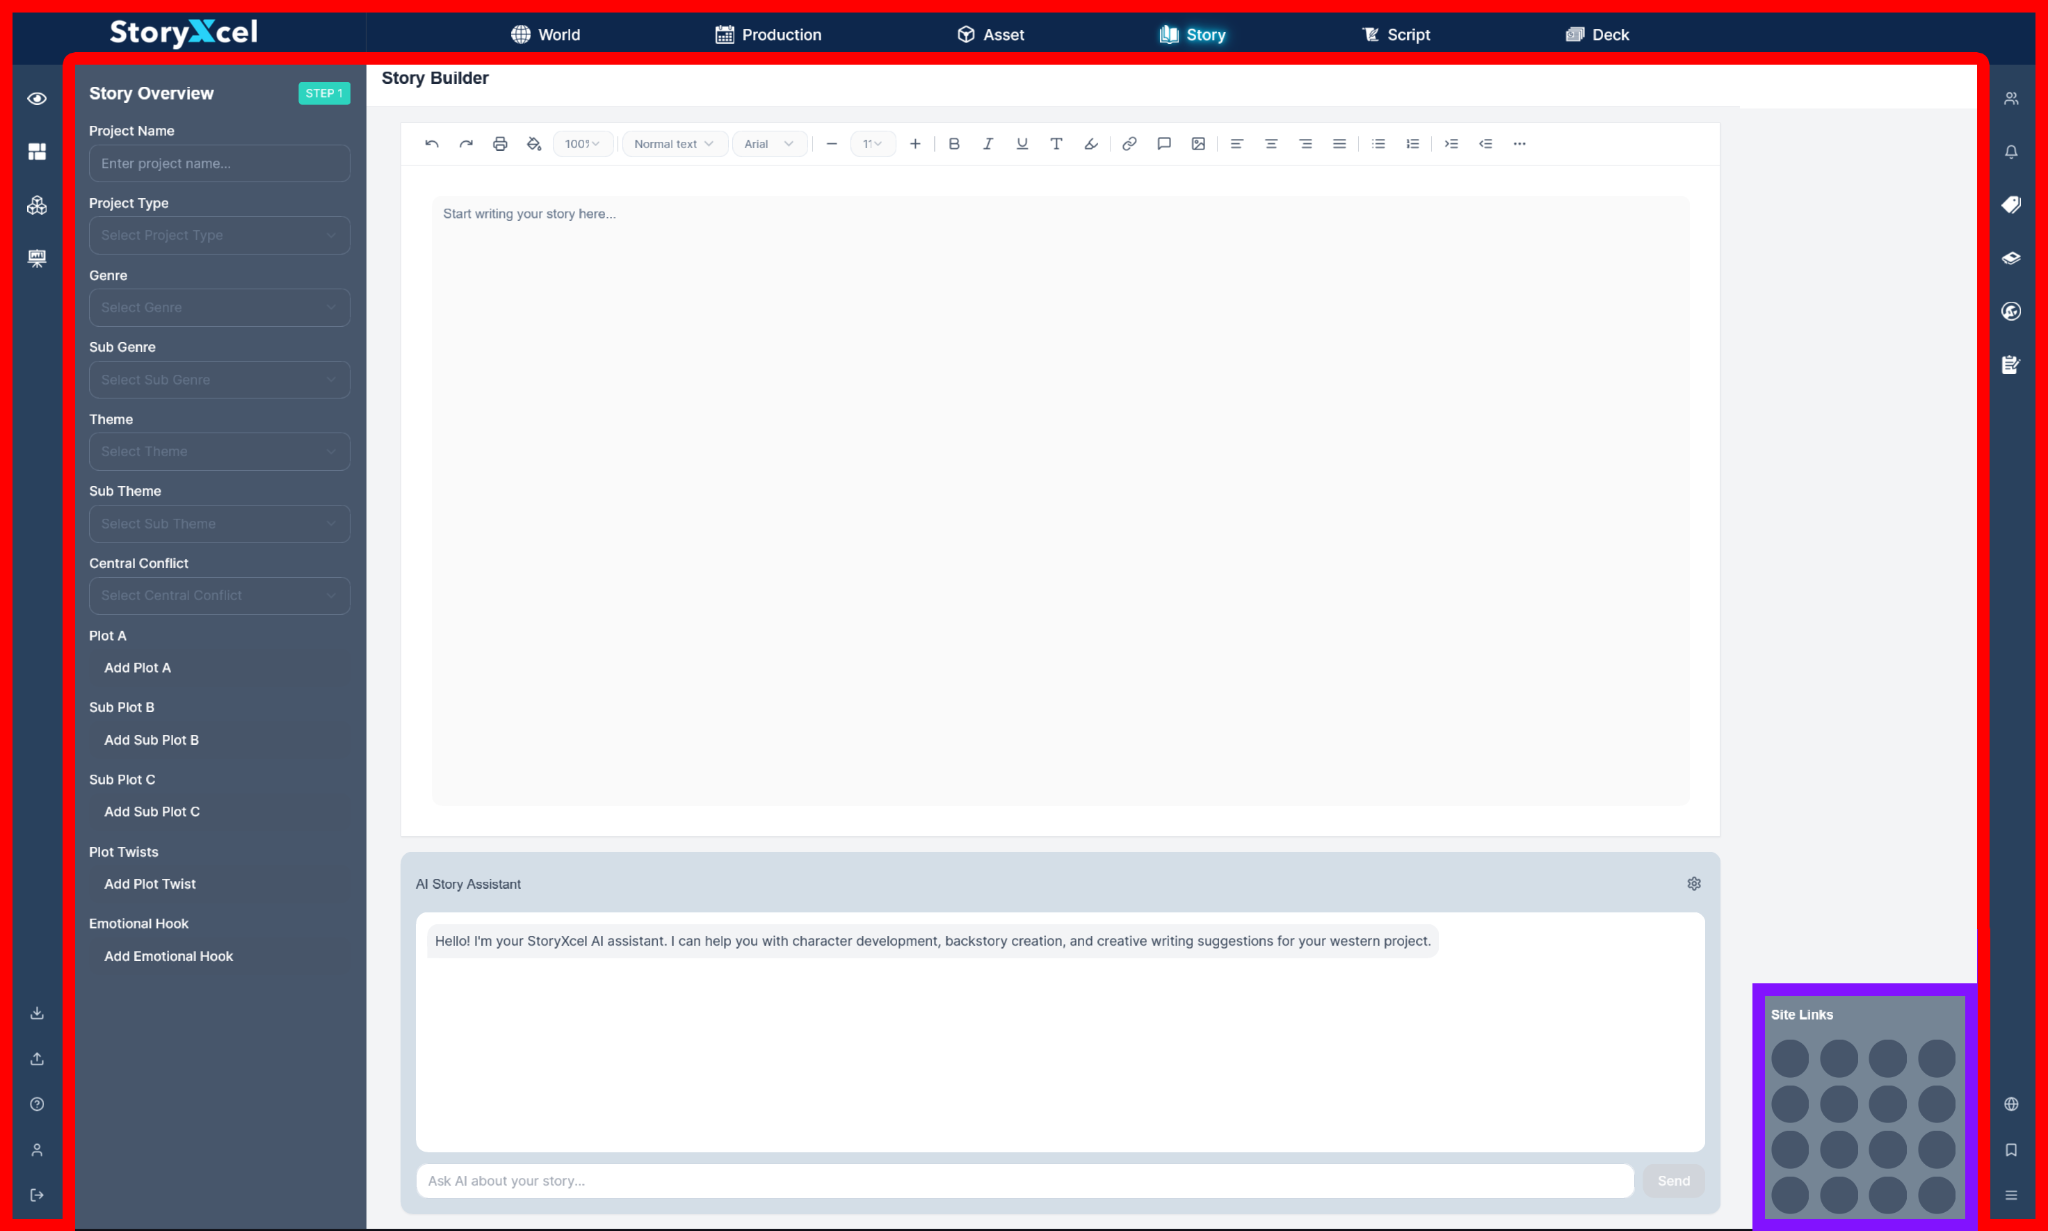 StoryXcel
World
Production
Asset
Story
Script
Deck
Story Overview
STEP 1
Project Name
Enter project name...
Project Type
Select Project Type
Genre
Select Genre
Sub Genre
Select Sub Genre
Theme
Select Theme
Sub Theme
Select Sub Theme
Central Conflict
Select Central Conflict
Plot A
Add Plot A
Sub Plot B
Add Sub Plot B
Sub Plot C
Add Sub Plot C
Plot Twists
Add Plot Twist
Emotional Hook
Add Emotional Hook
Story Builder
Normal text
Arial
Start writing your story here...
AI Story Assistant
Hello! I'm your StoryXcel AI assistant. I can help you with character development, backstory creation, and creative writing suggestions for your western project.
Ask AI about your story...
Send
Site Links